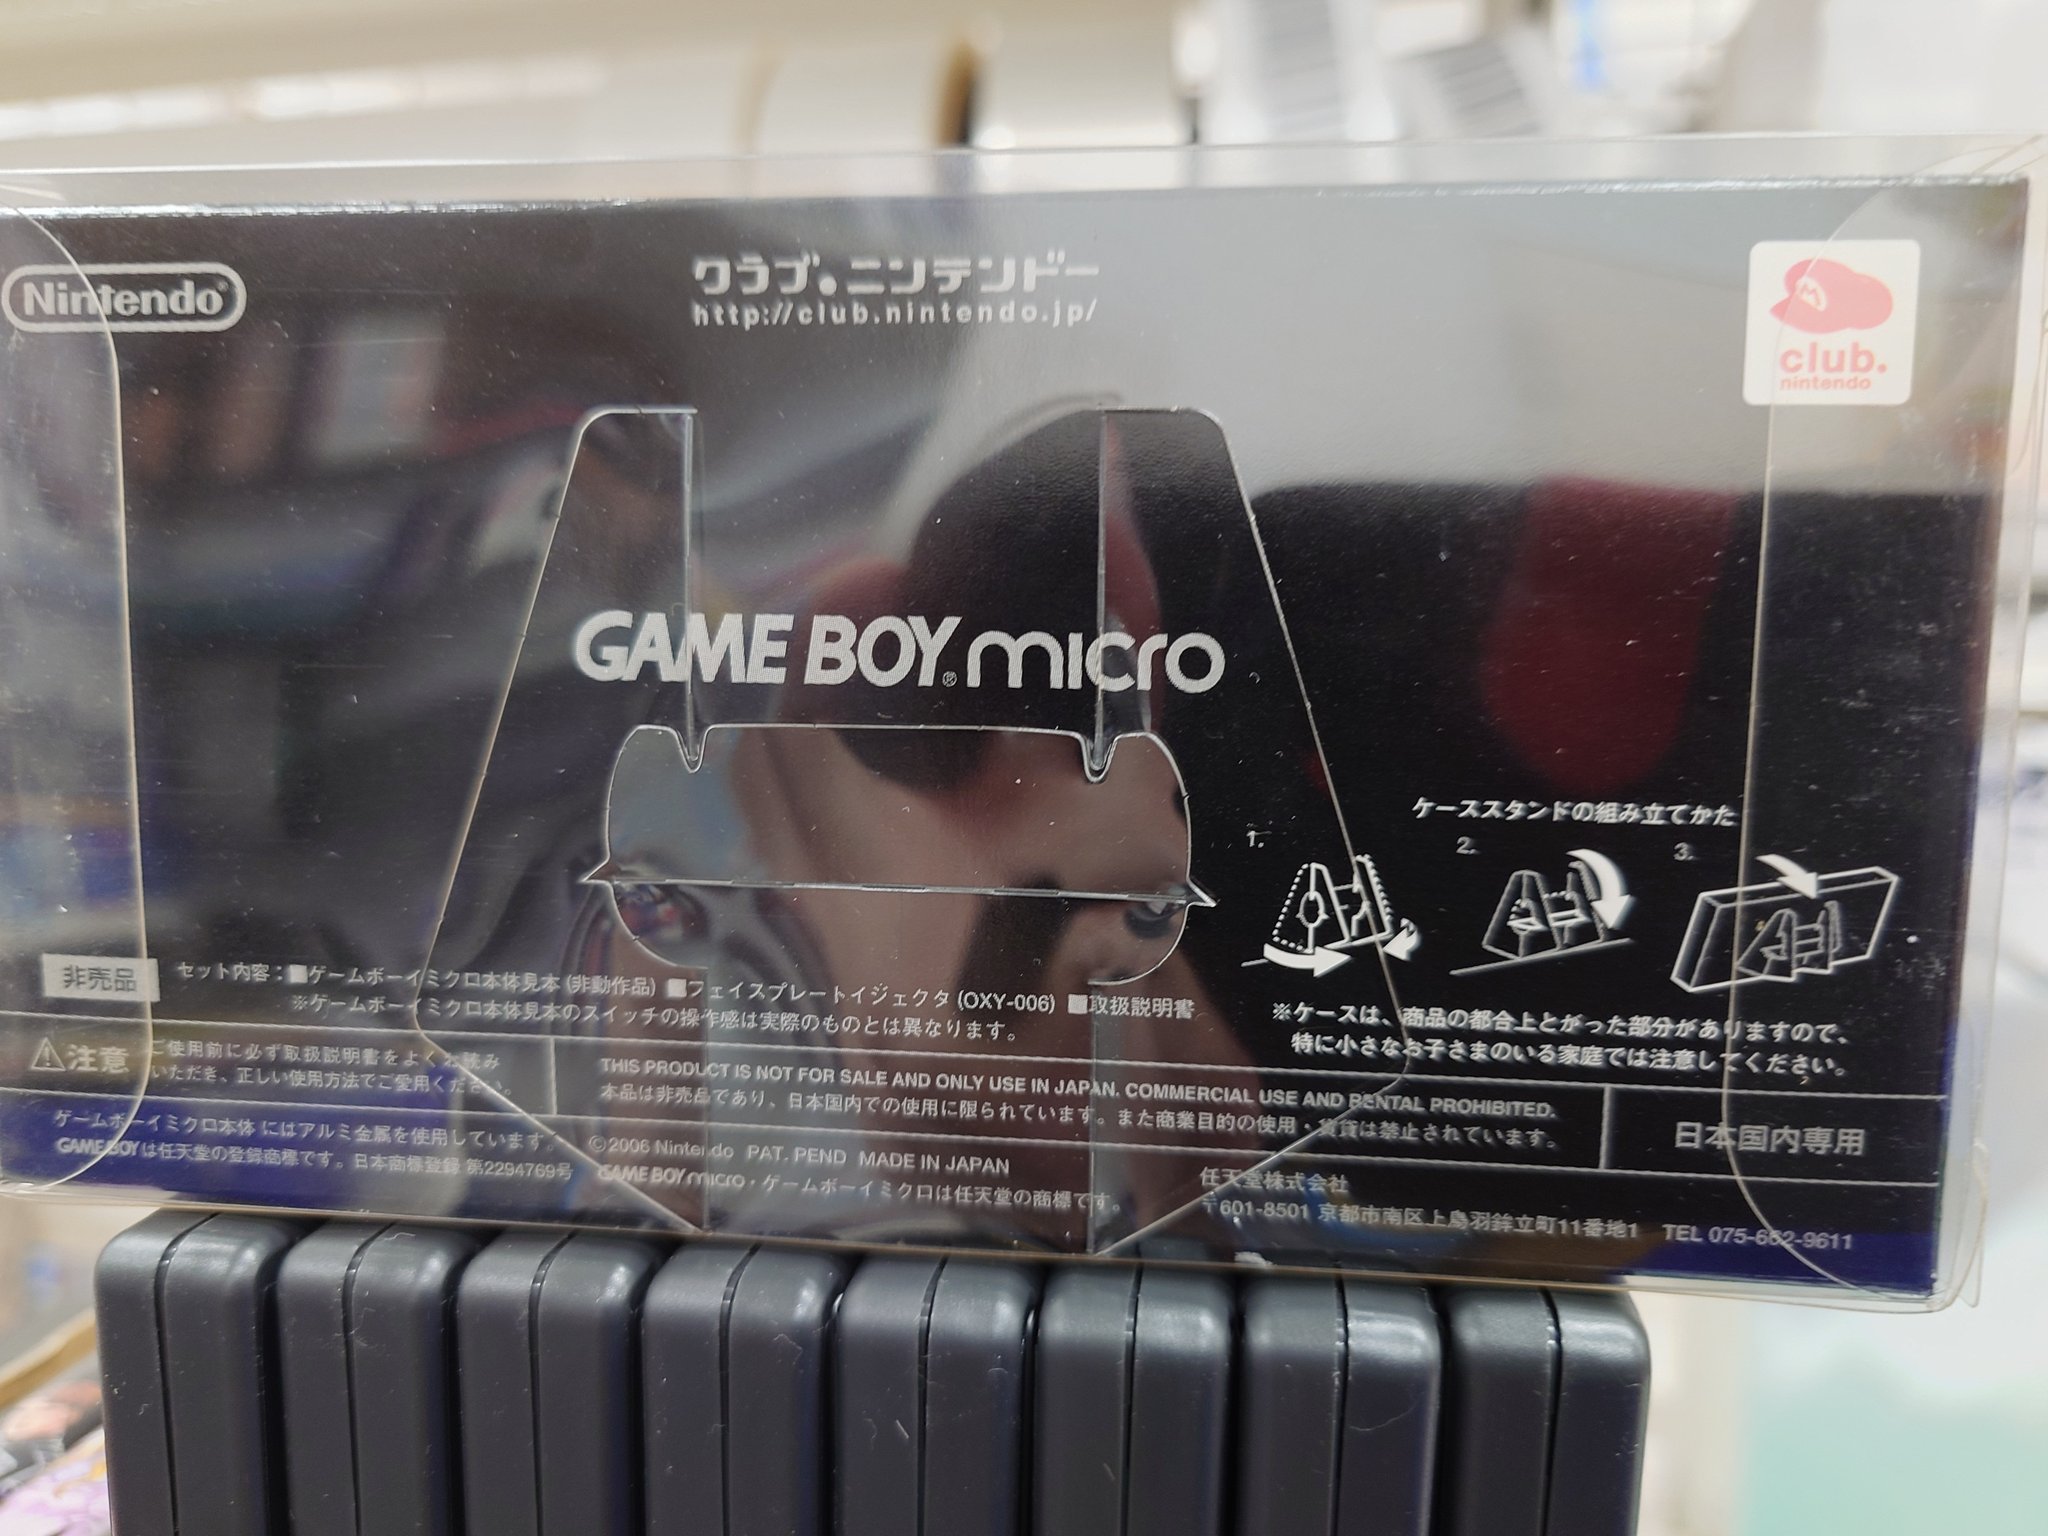 Nintendo®
クラブ。ニンテンドー
http://club.nintendo.jp/
M
club.
nintendo
GAME BOY® micro
ケーススタンドの組み立てかた
1.
2.
3.
非売品
セット内容：■ゲームボーイミクロ本体見本 (非動作品) ■フェイスプレートイジェクタ (OXY-006) ■取扱説明書
※ゲームボーイミクロ本体見本のスイッチの操作感は実際のものとは異なります。
※ケースは、商品の都合上とがった部分がありますので、
特に小さなお子さまのいる家庭では注意してください。
注意
ご使用前に必ず取扱説明書をよくお読み
いただき、正しい使用方法でご愛用ください。
THIS PRODUCT IS NOT FOR SALE AND ONLY USE IN JAPAN. COMMERCIAL USE AND RENTAL PROHIBITED.
本品は非売品であり、日本国内での使用に限られています。また商業目的の使用・賃貸は禁止されています。
日本国内専用
ゲームボーイミクロ本体 にはアルミ金属を使用しています。
GAME BOYは任天堂の登録商標です。日本商標登録 第2294769号
©2006 Nintendo PAT. PEND MADE IN JAPAN
GAME BOY micro・ゲームボーイミクロは任天堂の商標です。
任天堂株式会社
〒601-8501 京都市南区上鳥羽鉾立町11番地1 TEL 075-662-9611